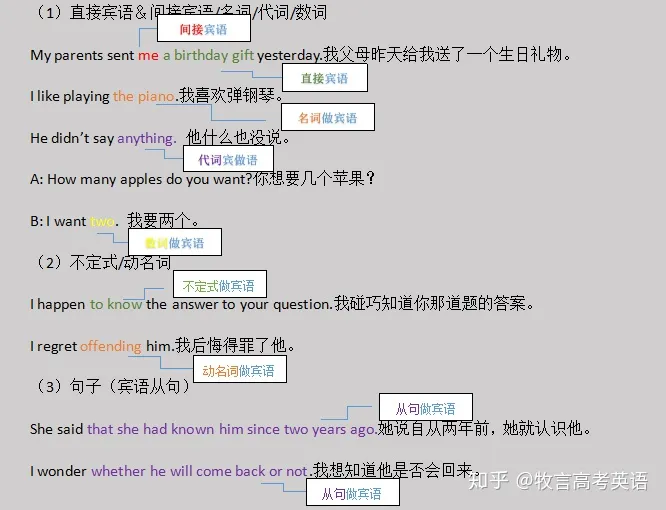 （1）直接宾语＆间接宾语/名词/代词/数词
间接宾语
My parents sent me a birthday gift yesterday.我父母昨天给我送了一个生日礼物。
直接宾语
I like playing the piano.我喜欢弹钢琴。
名词做宾语
He didn't say anything. 他什么也没说。
代词宾做语
A: How many apples do you want?你想要几个苹果？
B: I want two. 我要两个。
数词做宾语
（2）不定式/动名词
不定式做宾语
I happen to know the answer to your question.我碰巧知道你那道题的答案。
I regret offending him.我后悔得罪了他。
动名词做宾语
（3）句子（宾语从句）
从句做宾语
She said that she had known him since two years ago.她说自从两年前，她就认识他。
I wonder whether he will come back or not.我想知道他是否会回来。
从句做宾语
知乎 @牧言高考英语